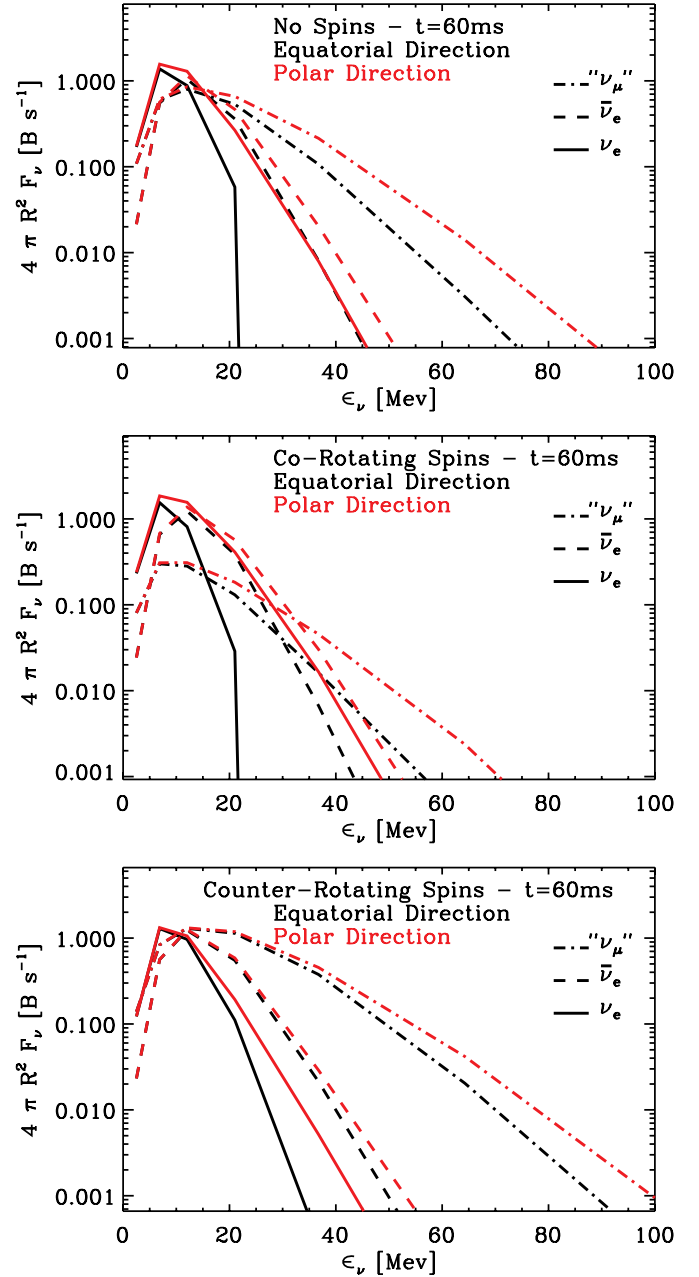 No Spins - t=60ms
Equatorial Direction
Polar Direction
"ν_μ"
ν̄_e
ν_e
1.000
0.100
0.010
0.001
4 π R² F_ν [B s⁻¹]
0 20 40 60 80 100
ε_ν [Mev]
Co-Rotating Spins - t=60ms
Equatorial Direction
Polar Direction
"ν_μ"
ν̄_e
ν_e
1.000
0.100
0.010
0.001
4 π R² F_ν [B s⁻¹]
0 20 40 60 80 100
ε_ν [Mev]
Counter-Rotating Spins - t=60ms
Equatorial Direction
Polar Direction
"ν_μ"
ν̄_e
ν_e
1.000
0.100
0.010
0.001
4 π R² F_ν [B s⁻¹]
0 20 40 60 80 100
ε_ν [Mev]